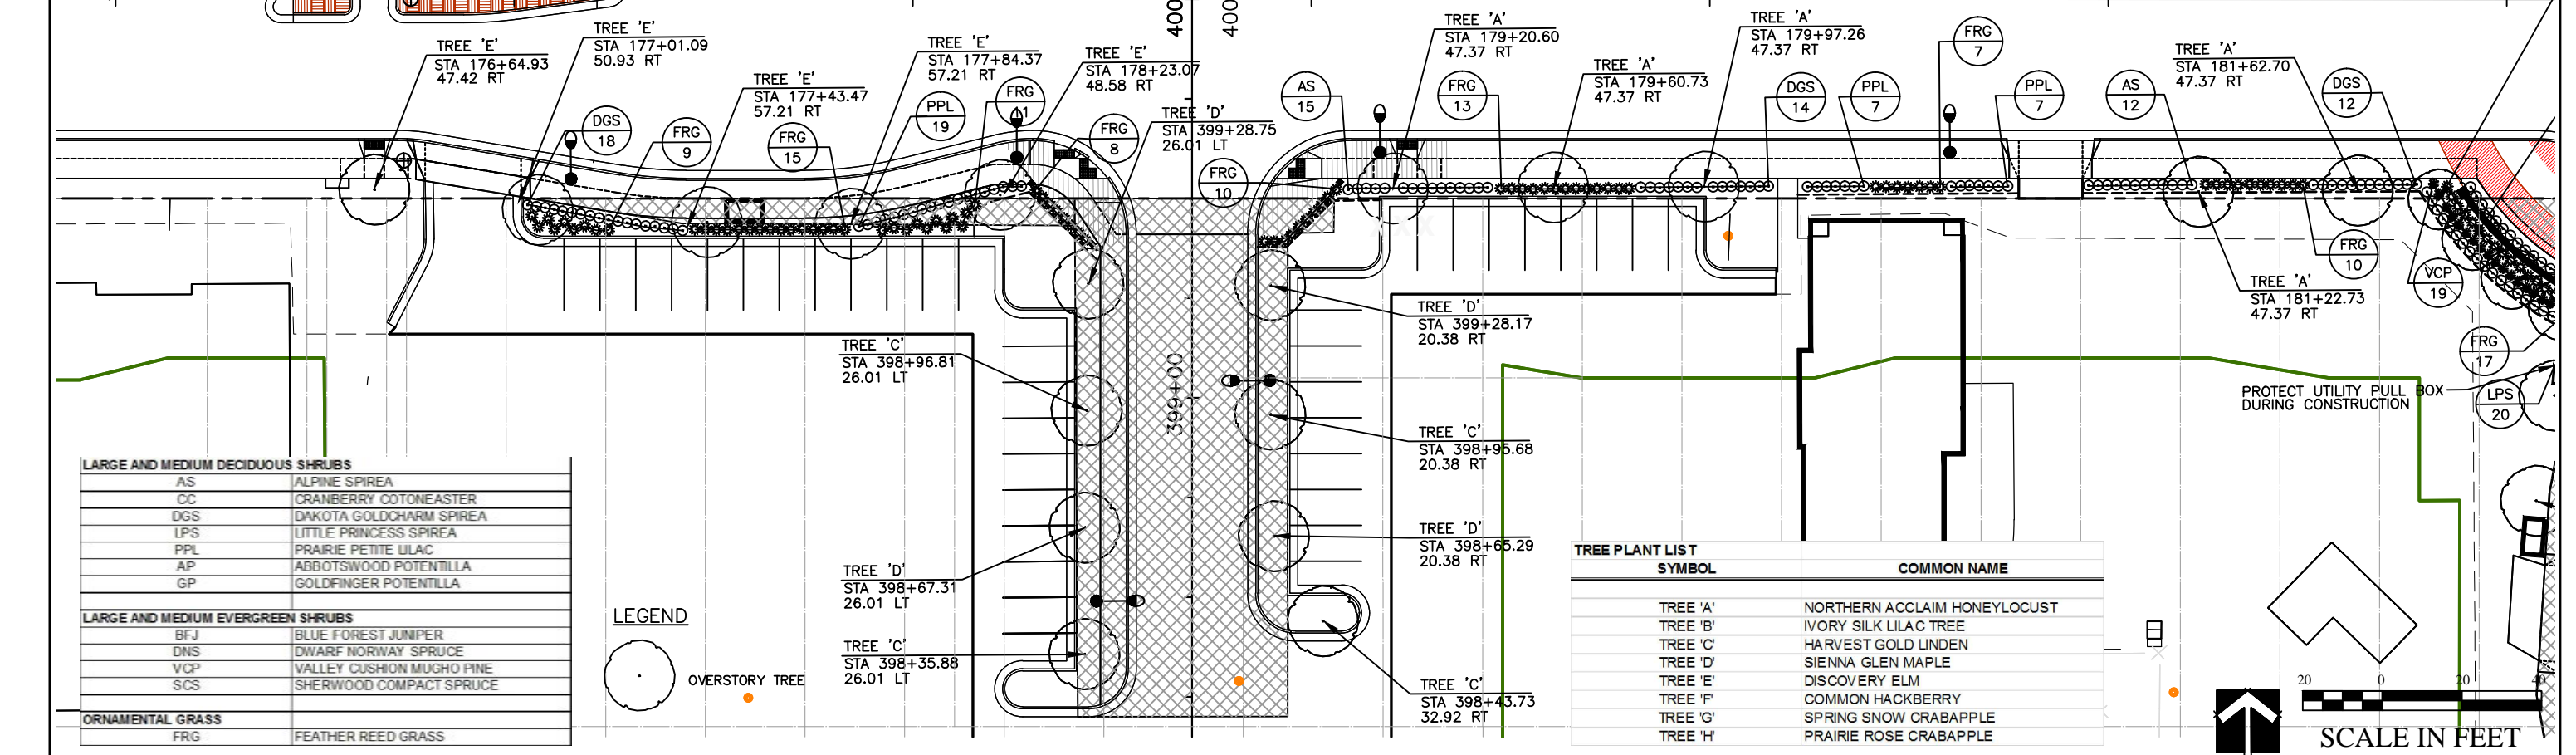 TREE 'E'
STA 176+64.93
47.42 RT
TREE 'E'
STA 177+01.09
50.93 RT
TREE 'E'
STA 177+43.47
57.21 RT
TREE 'E'
STA 177+84.37
57.21 RT
TREE 'E'
STA 178+23.07
48.58 RT
TREE 'D'
STA 399+28.75
26.01 LT
400
400
TREE 'A'
STA 179+20.60
47.37 RT
TREE 'A'
STA 179+60.73
47.37 RT
TREE 'A'
STA 179+97.26
47.37 RT
TREE 'A'
STA 181+62.70
47.37 RT
DGS
18
FRG
9
FRG
15
PPL
19
FRG
FRG
8
FRG
10
AS
15
FRG
13
DGS
14
PPL
7
FRG
7
PPL
7
AS
12
DGS
12
FRG
10
VCP
19
FRG
17
LPS
20
TREE 'A'
STA 181+22.73
47.37 RT
PROTECT UTILITY PULL BOX
DURING CONSTRUCTION
TREE 'C'
STA 398+96.81
26.01 LT
TREE 'D'
STA 398+67.31
26.01 LT
TREE 'C'
STA 398+35.88
26.01 LT
399+00
TREE 'D'
STA 399+28.17
20.38 RT
TREE 'C'
STA 398+95.68
20.38 RT
TREE 'D'
STA 398+65.29
20.38 RT
TREE 'C'
STA 398+43.73
32.92 RT
LARGE AND MEDIUM DECIDUOUS SHRUBS
AS ALPINE SPIREA
CC CRANBERRY COTONEASTER
DGS DAKOTA GOLDCHARM SPIREA
LPS LITTLE PRINCESS SPIREA
PPL PRAIRIE PETITE LILAC
AP ABBOTSWOOD POTENTILLA
GP GOLDFINGER POTENTILLA
LARGE AND MEDIUM EVERGREEN SHRUBS
BFJ BLUE FOREST JUNIPER
DNS DWARF NORWAY SPRUCE
VCP VALLEY CUSHION MUGHO PINE
SCS SHERWOOD COMPACT SPRUCE
ORNAMENTAL GRASS
FRG FEATHER REED GRASS
LEGEND
OVERSTORY TREE
TREE PLANT LIST
SYMBOL COMMON NAME
TREE 'A' NORTHERN ACCLAIM HONEYLOCUST
TREE 'B' IVORY SILK LILAC TREE
TREE 'C' HARVEST GOLD LINDEN
TREE 'D' SIENNA GLEN MAPLE
TREE 'E' DISCOVERY ELM
TREE 'F' COMMON HACKBERRY
TREE 'G' SPRING SNOW CRABAPPLE
TREE 'H' PRAIRIE ROSE CRABAPPLE
20 0 20 40
SCALE IN FEET